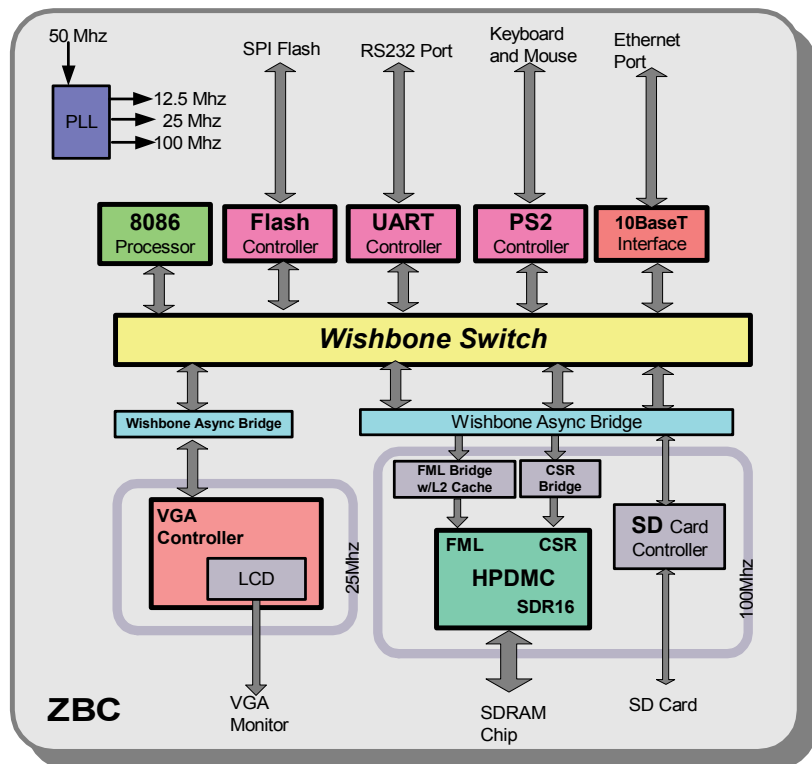 50 Mhz
SPI Flash
RS232 Port
Keyboard
and Mouse
Ethernet
Port
PLL
12.5 Mhz
25 Mhz
100 Mhz
8086
Processor
Flash
Controller
UART
Controller
PS2
Controller
10BaseT
Interface
Wishbone Switch
Wishbone Async Bridge
Wishbone Async Bridge
FML Bridge
w/L2 Cache
CSR
Bridge
VGA
Controller
LCD
25Mhz
FML CSR
HPDMC
SDR16
SD Card
Controller
100Mhz
ZBC
VGA
Monitor
SDRAM
Chip
SD Card